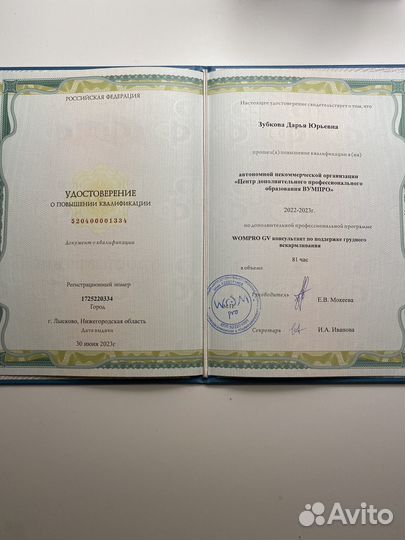 РОССИЙСКАЯ ФЕДЕРАЦИЯ
УДОСТОВЕРЕНИЕ
О ПОВЫШЕНИИ КВАЛИФИКАЦИИ
520400001334
Документ о квалификации
Регистрационный номер
1725220334
Город
г. Лысково, Нижегородская область
Дата выдачи
30 июня 2023г
Настоящее удостоверение свидетельствует о том, что
Зубкова Дарья Юрьевна
прошел(а) повышение квалификации в (на)
автономной некоммерческой организации
«Центр дополнительного профессионального
образования ВУМПРО»
2022-2023г.
по дополнительной профессиональной программе
WOMPRO GV консультант по поддержке грудного
вскармливания
81 час
в объеме
Руководитель
Е.В. Мокеева
Секретарь
И.А. Иванова
WOM
pro
Avito